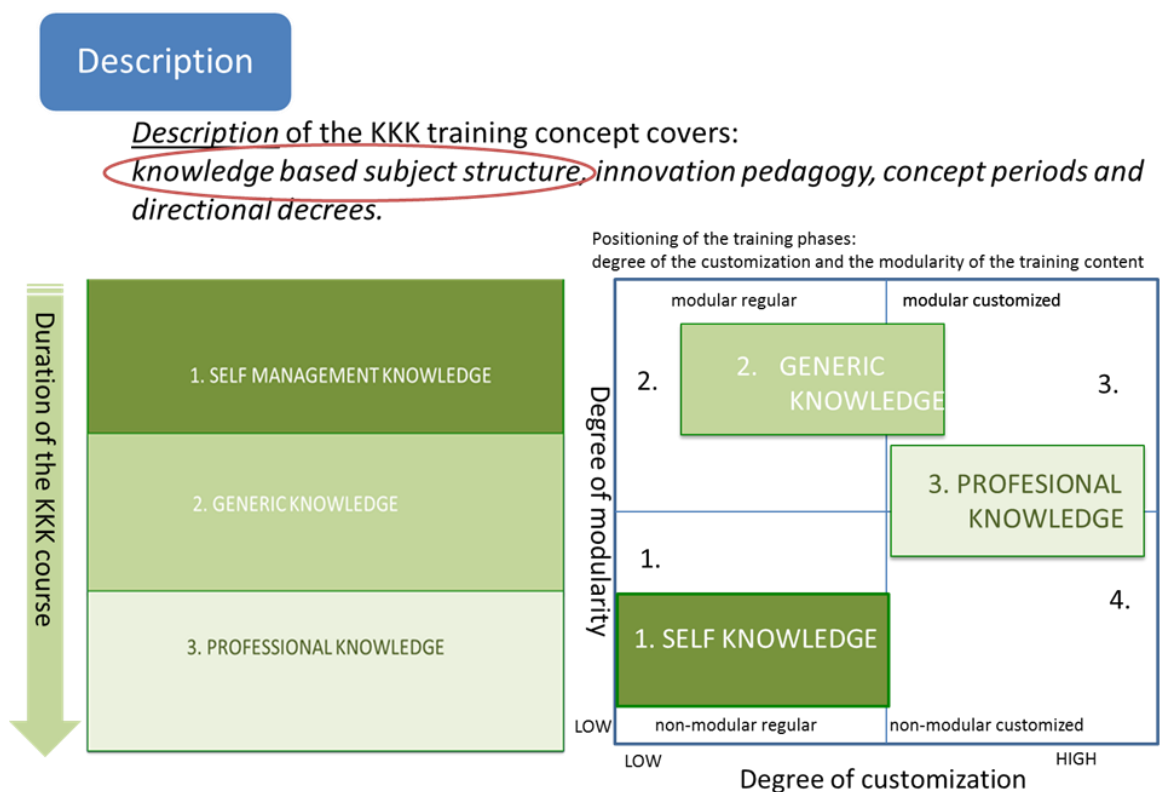 Description
Description of the KKK training concept covers:
knowledge based subject structure, innovation pedagogy, concept periods and
directional decrees.
Positioning of the training phases:
degree of the customization and the modularity of the training content
Duration of the KKK course
1. SELF MANAGEMENT KNOWLEDGE
2. GENERIC KNOWLEDGE
3. PROFESSIONAL KNOWLEDGE
Degree of modularity
modular regular
modular customized
2.
2. GENERIC
KNOWLEDGE
3.
3. PROFESIONAL
KNOWLEDGE
1.
4.
1. SELF KNOWLEDGE
LOW
non-modular regular
non-modular customized
LOW
HIGH
Degree of customization